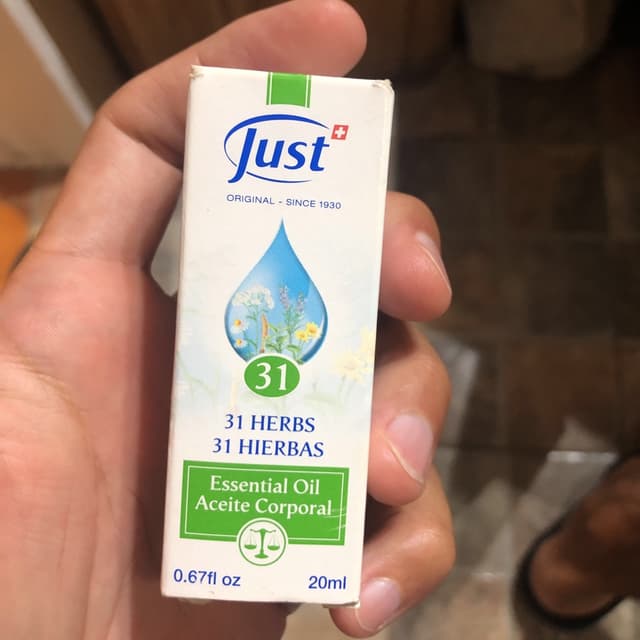 Just
ORIGINAL - SINCE 1930
31
31 HERBS
31 HIERBAS
Essential Oil
Aceite Corporal
0.67fl oz 20ml